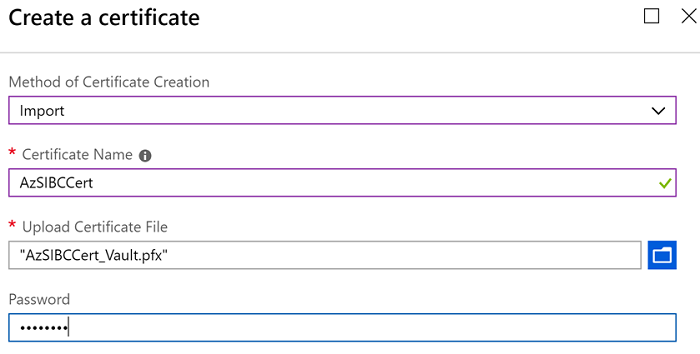 Create a certificate
Method of Certificate Creation
Import
* Certificate Name
AzSIBCCert
* Upload Certificate File
"AzSIBCCert_Vault.pfx"
Password
••••••••